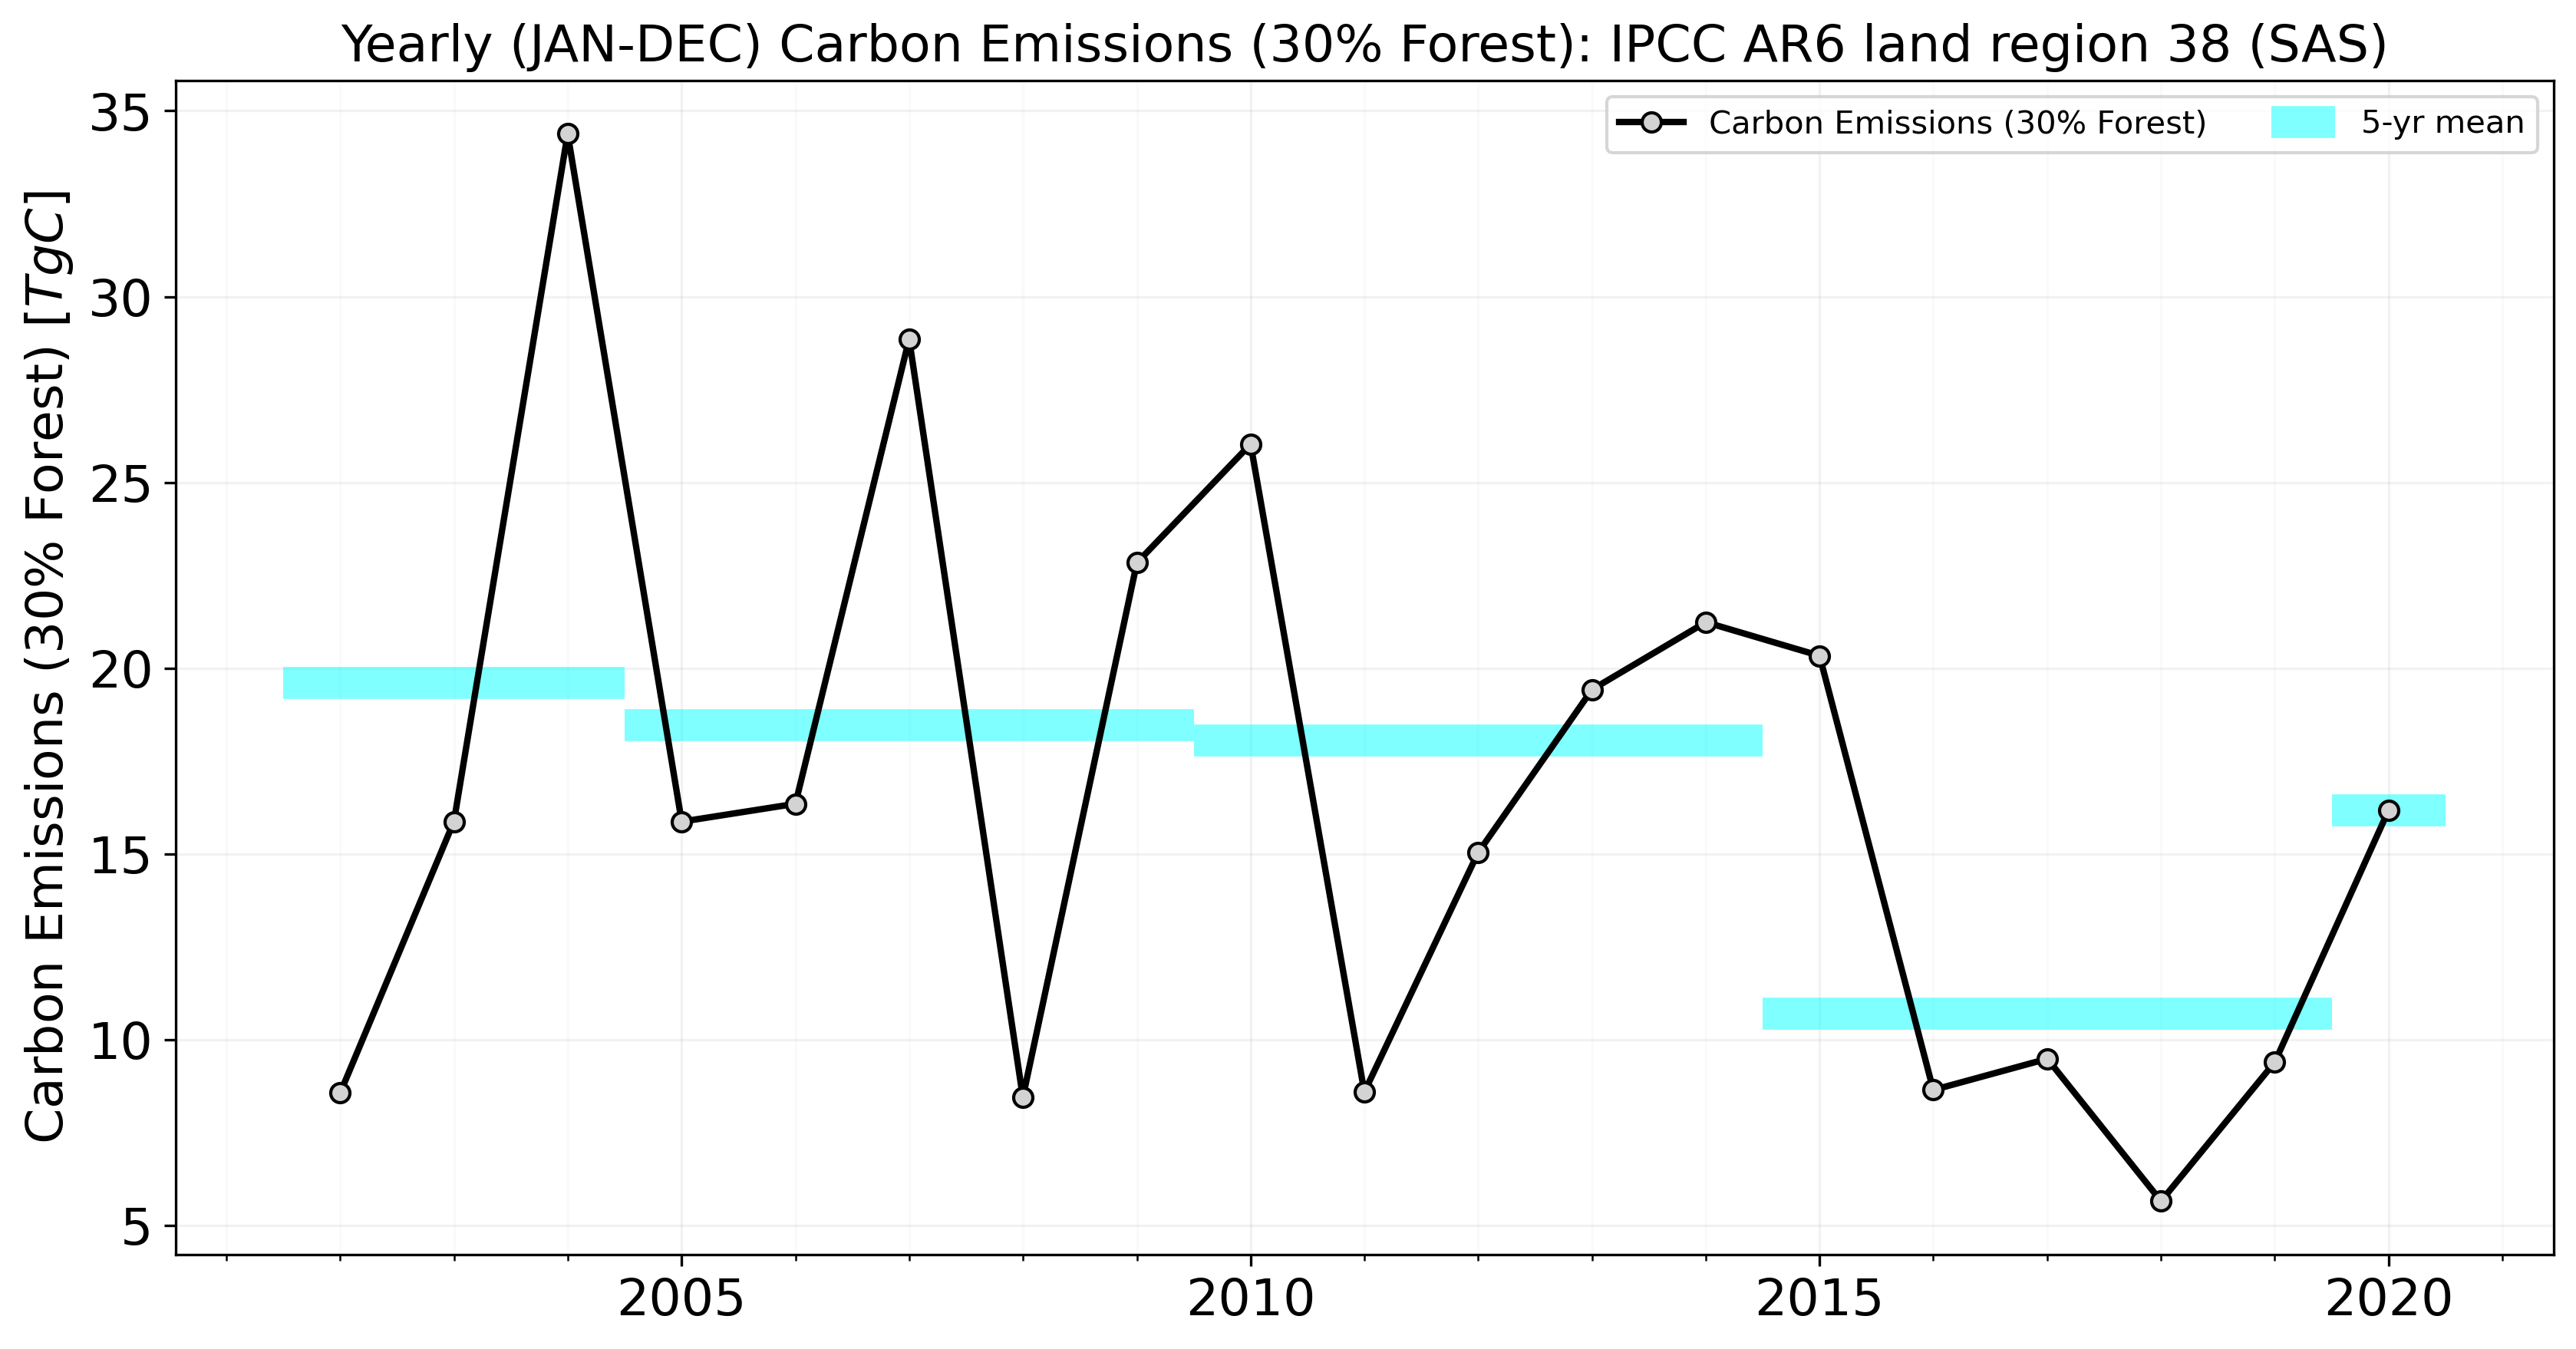 Yearly (JAN-DEC) Carbon Emissions (30% Forest): IPCC AR6 land region 38 (SAS)
Carbon Emissions (30% Forest) [TgC]
35
30
25
20
15
10
5
Carbon Emissions (30% Forest)
5-yr mean
2005
2010
2015
2020